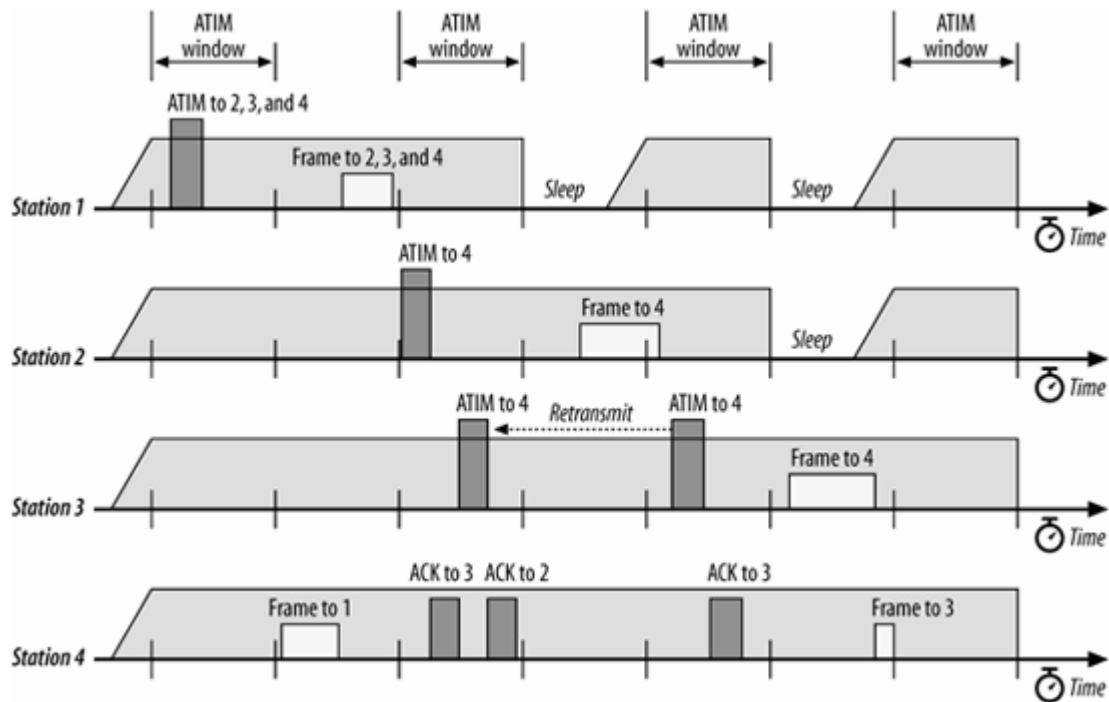 ATIM
window
ATIM
window
ATIM
window
ATIM
window
ATIM to 2, 3, and 4
Frame to 2, 3, and 4
Sleep
Sleep
Station 1
Time
ATIM to 4
Frame to 4
Sleep
Station 2
Time
ATIM to 4
Retransmit
ATIM to 4
Frame to 4
Station 3
Time
ACK to 3
ACK to 2
ACK to 3
Frame to 1
Frame to 3
Station 4
Time